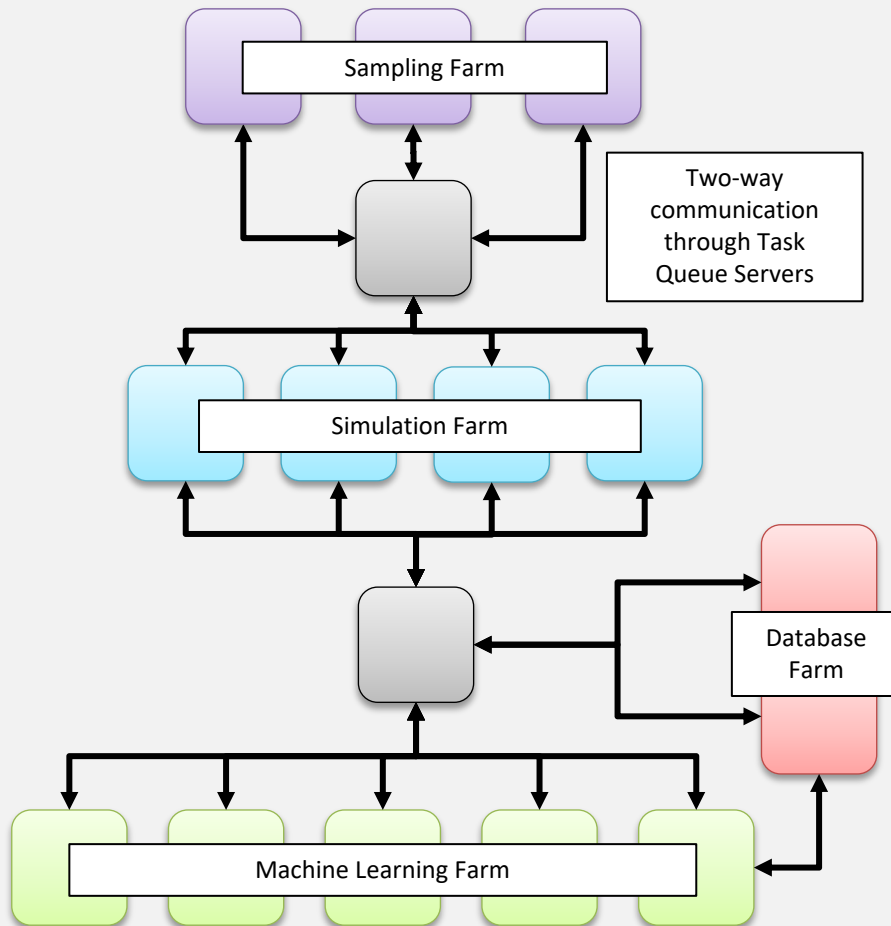 Sampling Farm
Two-way
communication
through Task
Queue Servers
Simulation Farm
Database
Farm
Machine Learning Farm